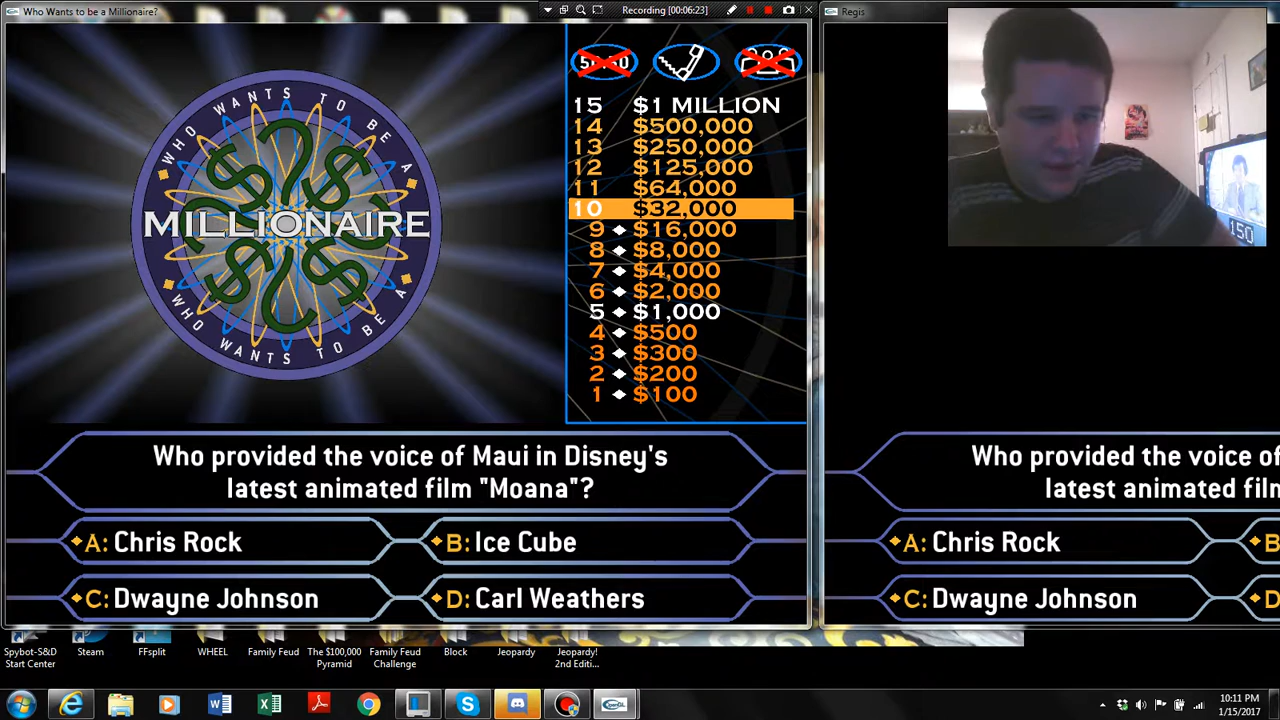 Who Wants to be a Millionaire?
Recording [00:06:23]
Regis
WHO WANTS TO BE A
MILLIONAIRE
WHO WANTS TO BE A
50:50
15 $1 MILLION
14 $500,000
13 $250,000
12 $125,000
11 $64,000
10 $32,000
9 $16,000
8 $8,000
7 $4,000
6 $2,000
5 $1,000
4 $500
3 $300
2 $200
1 $100
150
Who provided the voice of Maui in Disney's
latest animated film "Moana"?
A: Chris Rock
B: Ice Cube
C: Dwayne Johnson
D: Carl Weathers
Who provided the voice of
latest animated film
A: Chris Rock
B
C: Dwayne Johnson
D
Spybot-S&D
Start Center
Steam
FFsplit
WHEEL
Family Feud
The $100,000
Pyramid
Family Feud
Challenge
Block
Jeopardy
Jeopardy!
2nd Editi...
10:11 PM
1/15/2017